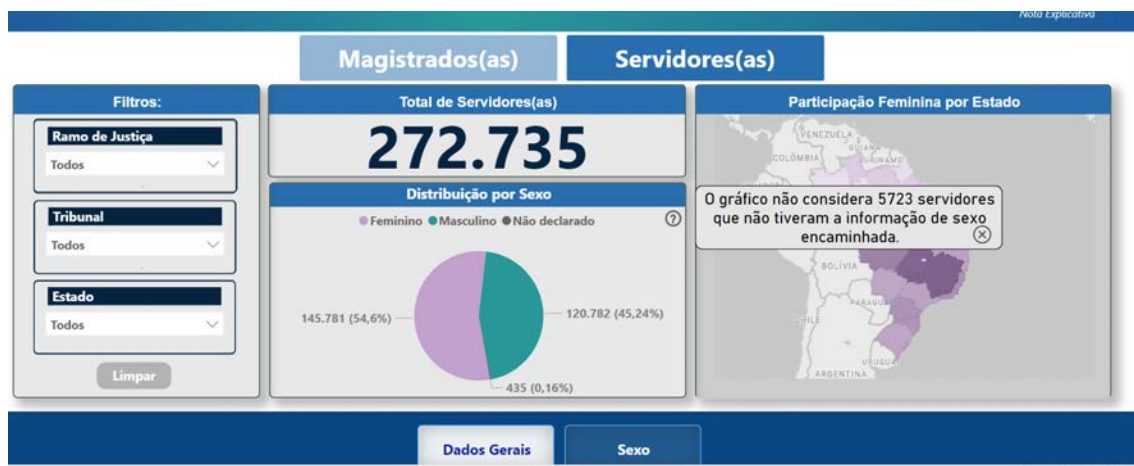 Nota Explicativa
Magistrados(as)
Servidores(as)
Filtros:
Ramo de Justiça
Todos
Tribunal
Todos
Estado
Todos
Limpar
Total de Servidores(as)
272.735
Distribuição por Sexo
Feminino Masculino Não declarado
145.781 (54,6%)
120.782 (45,24%)
435 (0,16%)
Participação Feminina por Estado
VENEZUELA
GUIANA
COLÔMBIA
SURINAME
O gráfico não considera 5723 servidores
que não tiveram a informação de sexo
encaminhada.
BOLÍVIA
CHILE
ARGENTINA
Dados Gerais
Sexo